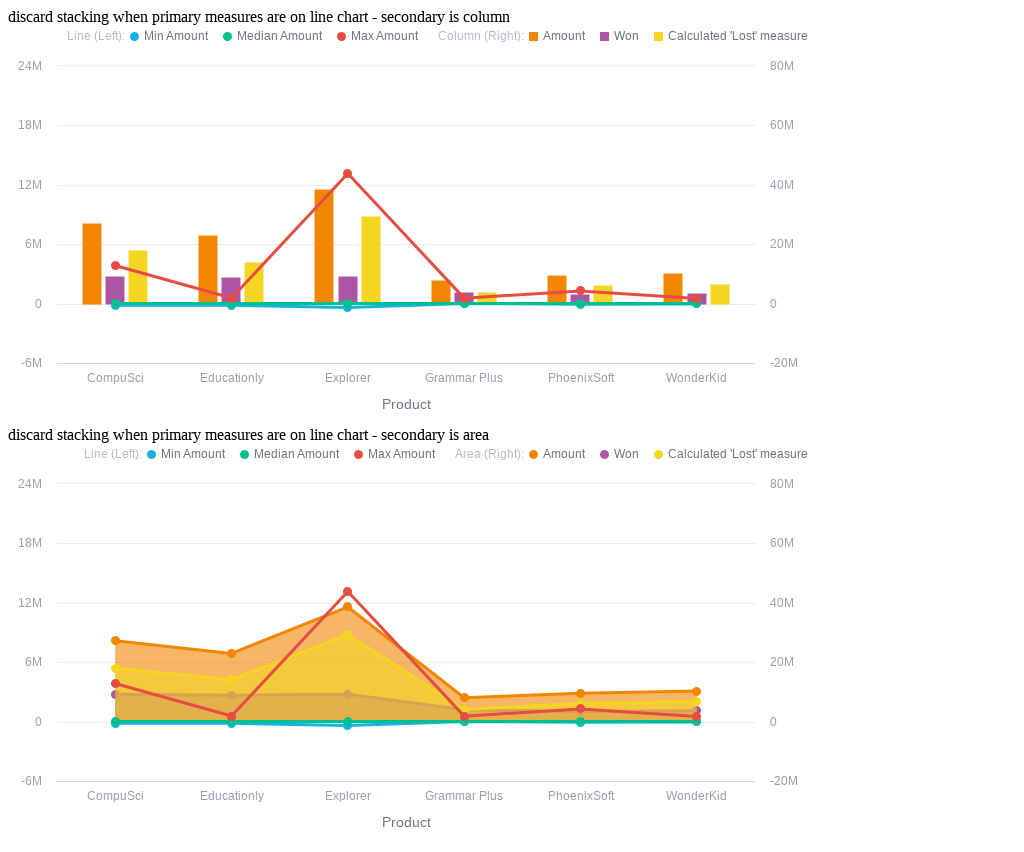 discard stacking when primary measures are on line chart - secondary is column
Line (Left): Min Amount Median Amount Max Amount Column (Right): Amount Won Calculated 'Lost' measure
24M 80M
18M 60M
12M 40M
6M 20M
0 0
-6M -20M
CompuSci Educationly Explorer Grammar Plus PhoenixSoft WonderKid
Product
discard stacking when primary measures are on line chart - secondary is area
Line (Left): Min Amount Median Amount Max Amount Area (Right): Amount Won Calculated 'Lost' measure
24M 80M
18M 60M
12M 40M
6M 20M
0 0
-6M -20M
CompuSci Educationly Explorer Grammar Plus PhoenixSoft WonderKid
Product